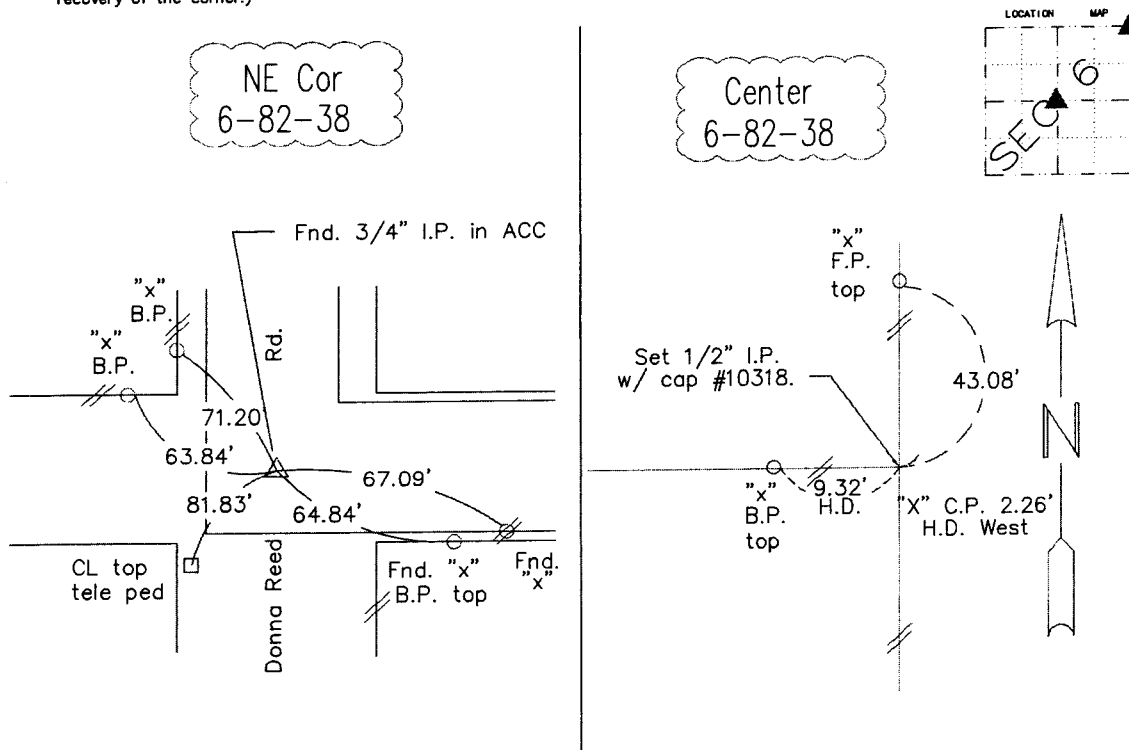 recovery of the corner.)
LOCATION MAP
SEC 6
NE Cor
6-82-38
Center
6-82-38
Fnd. 3/4" I.P. in ACC
"x"
B.P.
"x"
B.P.
Rd.
71.20'
63.84'
81.83'
64.84'
67.09'
CL top
tele ped
Donna Reed
Fnd. "x"
B.P. top
Fnd.
"x"
"x"
F.P.
top
Set 1/2" I.P.
w/ cap #10318.
43.08'
9.32'
H.D.
"x"
B.P.
top
"X" C.P. 2.26'
H.D. West
N